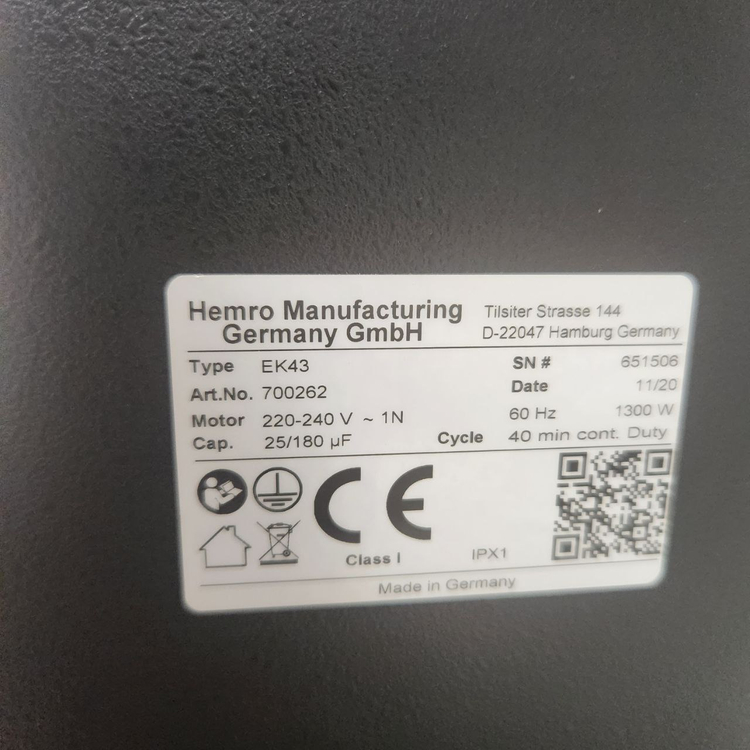 Hemro Manufacturing
Germany GmbH
Tilsiter Strasse 144
D-22047 Hamburg Germany
Type EK43 SN # 651506
Art.No. 700262 Date 11/20
Motor 220-240 V ~ 1N 60 Hz 1300 W
Cap. 25/180 µF Cycle 40 min cont. Duty
CE
Class I IPX1
Made in Germany